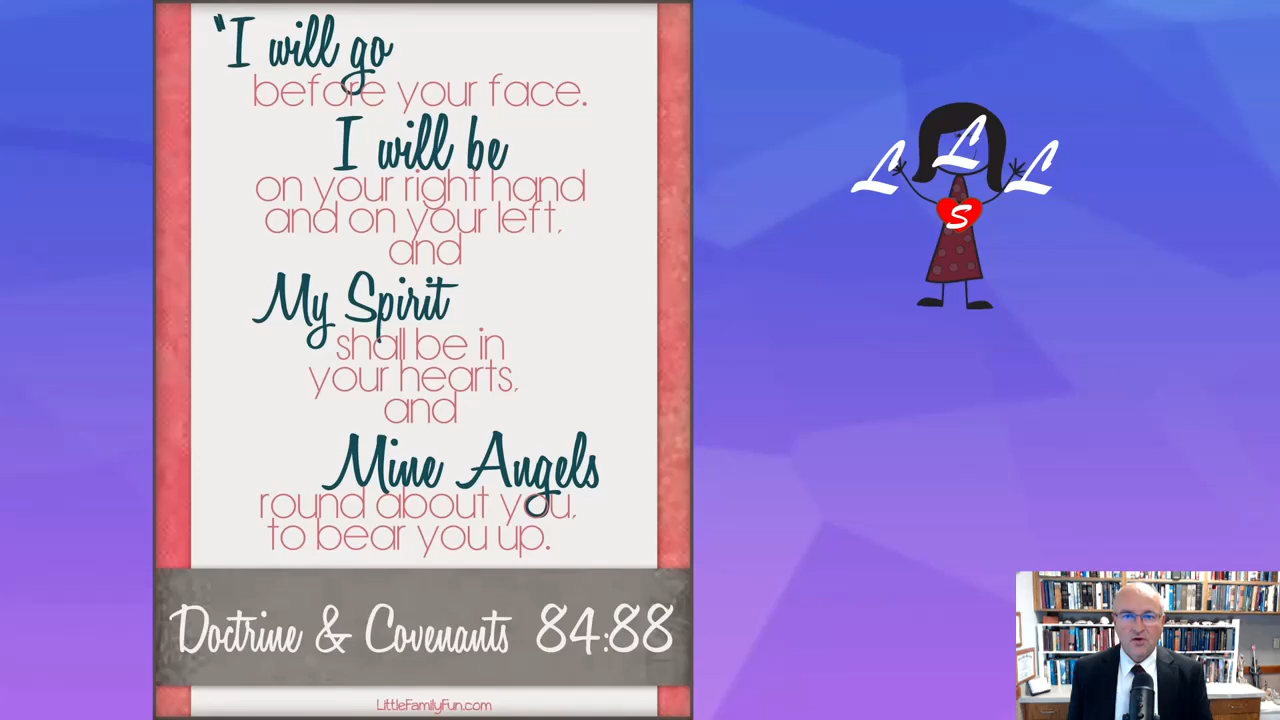 "I will go
before your face.
I will be
on your right hand
and on your left,
and
My Spirit
shall be in
your hearts,
and
Mine Angels
round about you,
to bear you up.
Doctrine & Covenants 84:88
LittleFamilyFun.com
L L L
S